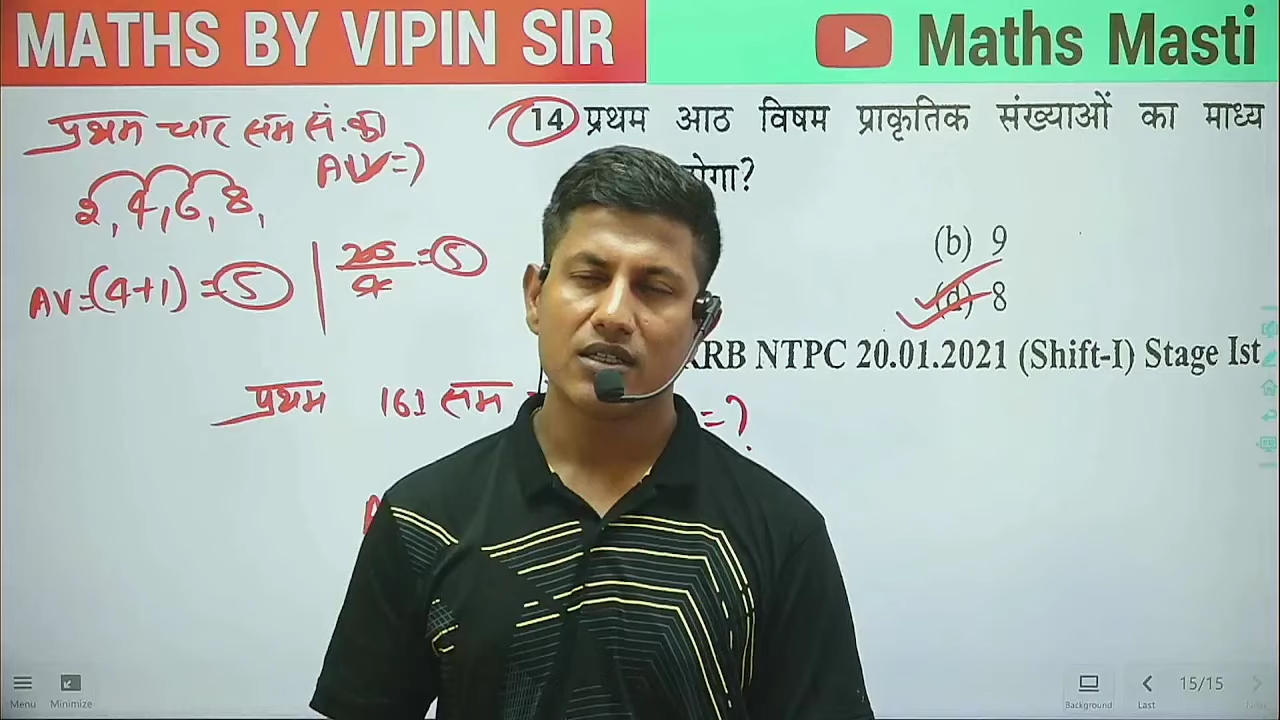 MATHS BY VIPIN SIR
Maths Masti
प्रथम चार सम सं. का
AV=)
2, 4, 6, 8,
AV=(4+1) = 5
20/4 = 5
14 प्रथम आठ विषम प्राकृतिक संख्याओं का माध्य
होगा?
(b) 9
(d) 8
RRB NTPC 20.01.2021 (Shift-I) Stage Ist
प्रथम 161 सम
=?
A
Menu
Minimize
Background
Last
15/15